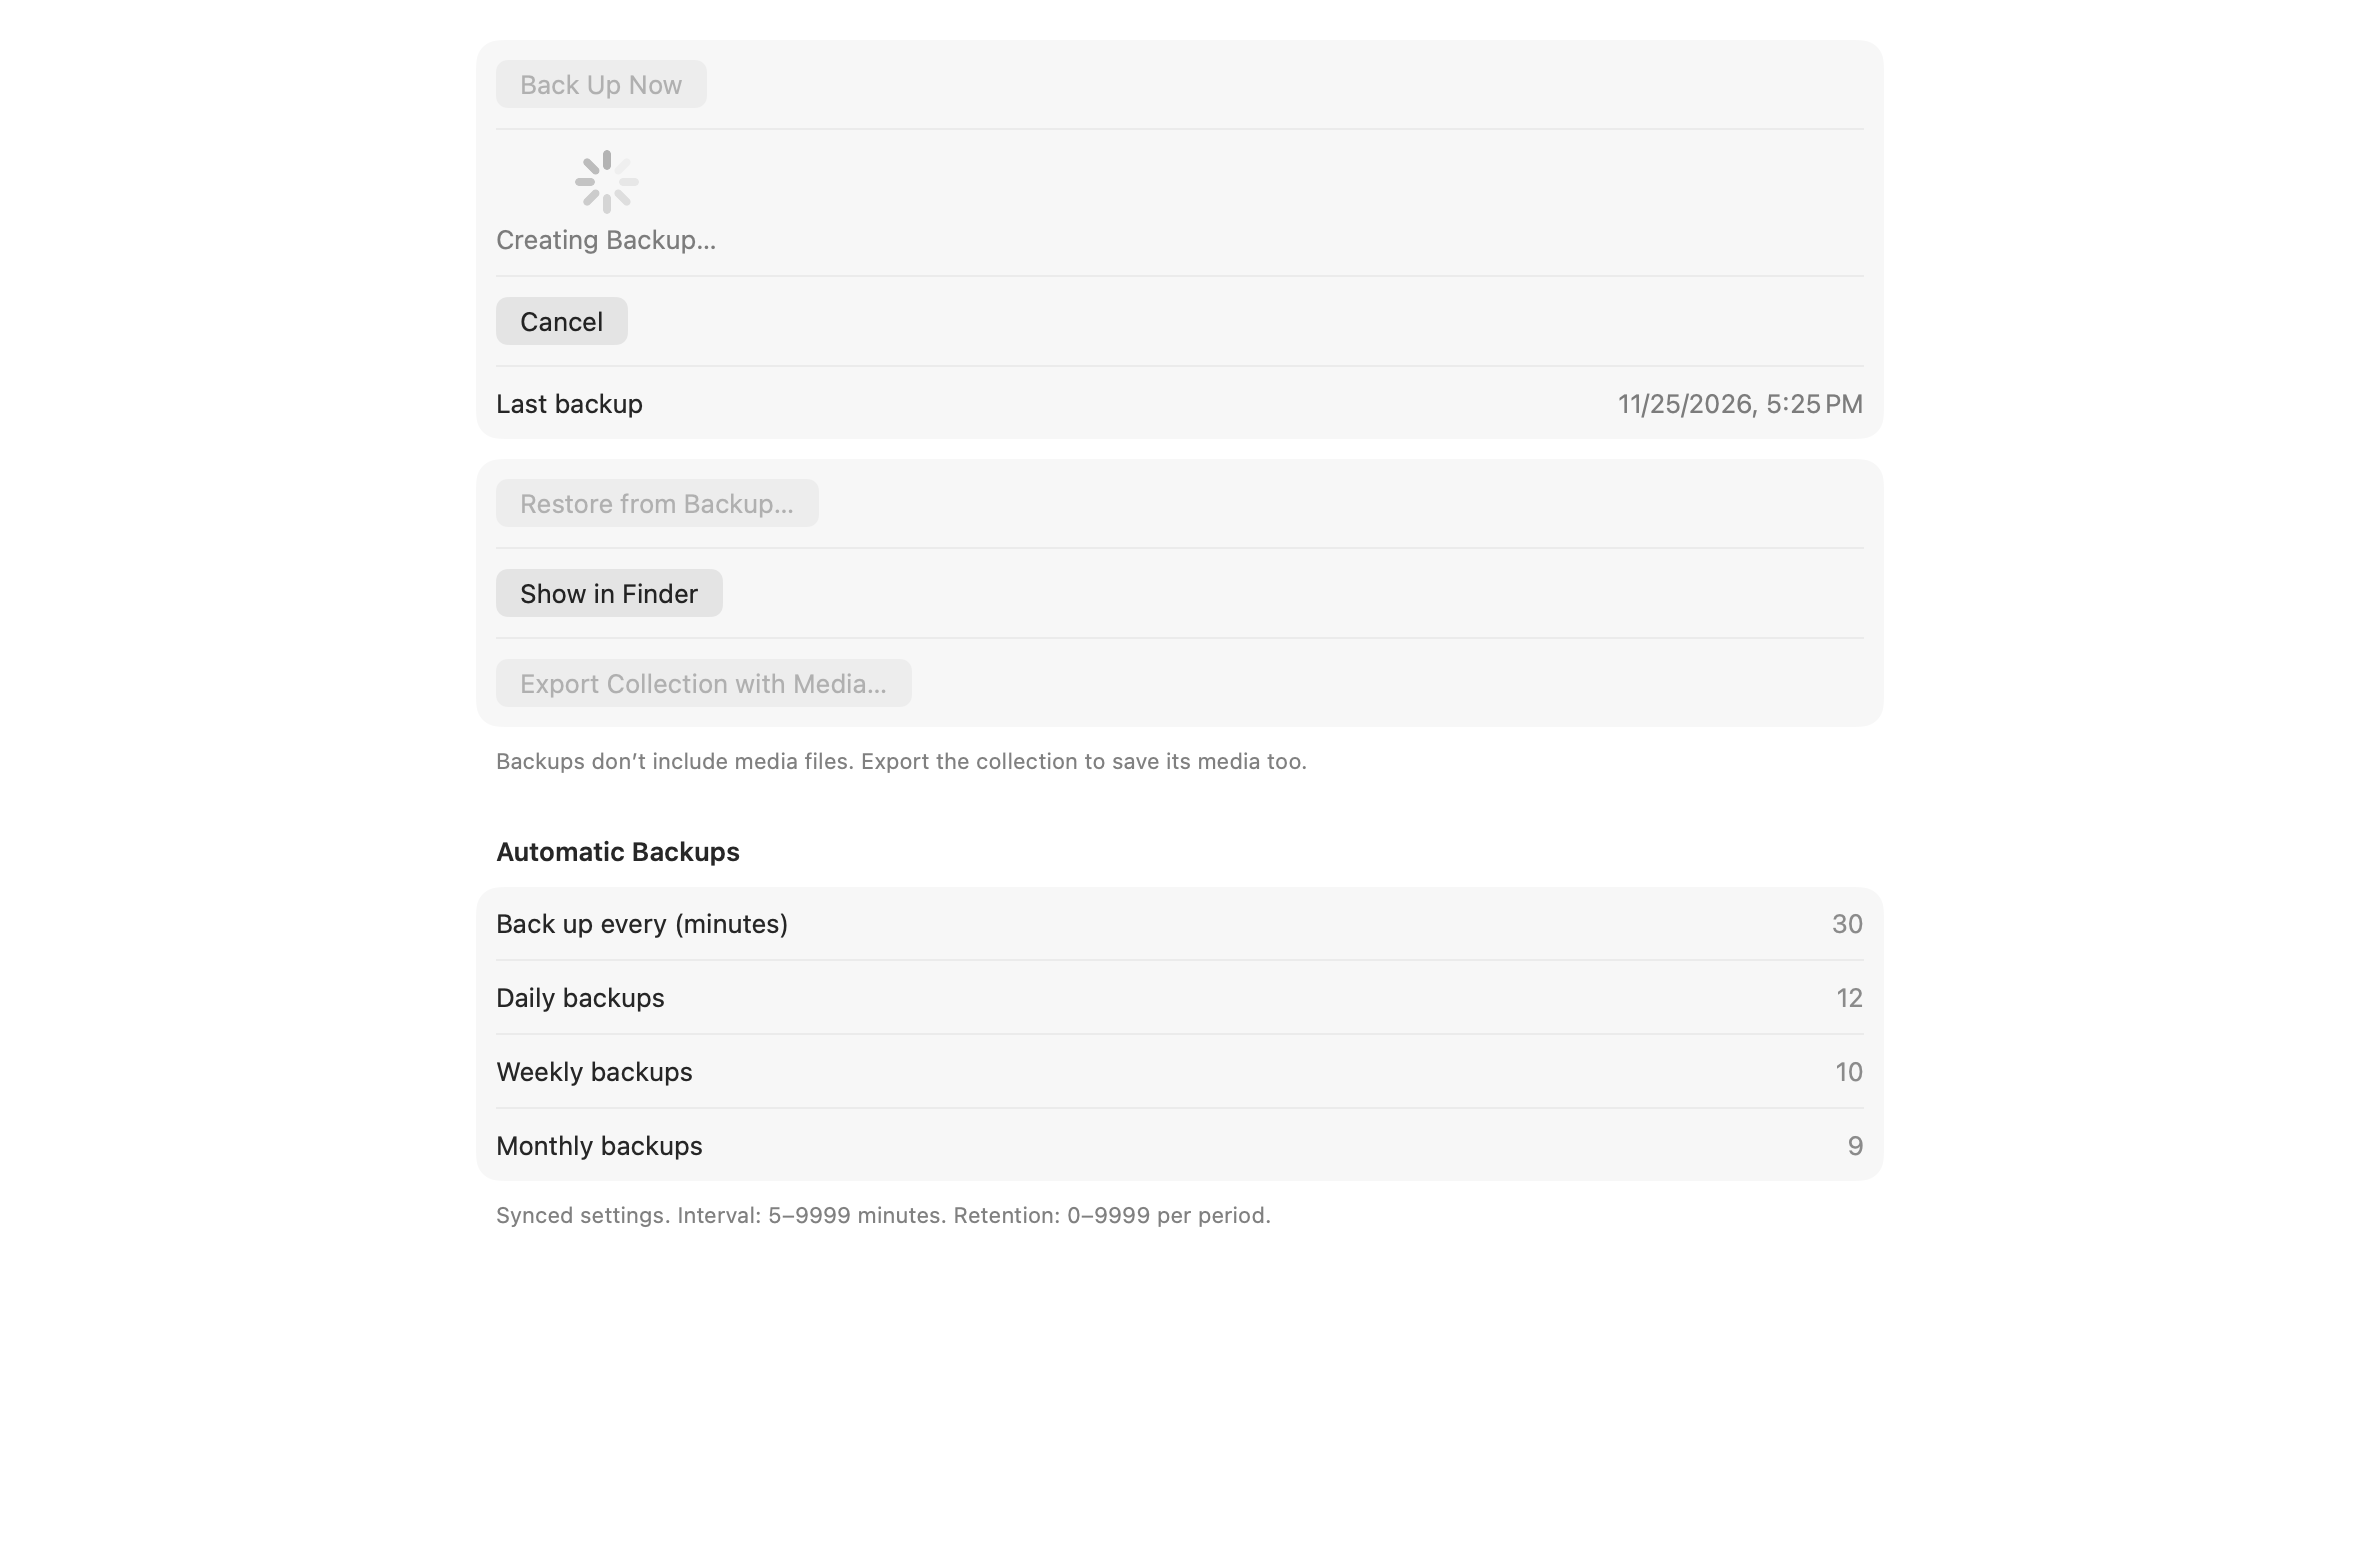 Back Up Now
Creating Backup…
Cancel
Last backup 11/25/2026, 5:25 PM
Restore from Backup…
Show in Finder
Export Collection with Media…
Backups don’t include media files. Export the collection to save its media too.
Automatic Backups
Back up every (minutes) 30
Daily backups 12
Weekly backups 10
Monthly backups 9
Synced settings. Interval: 5–9999 minutes. Retention: 0–9999 per period.